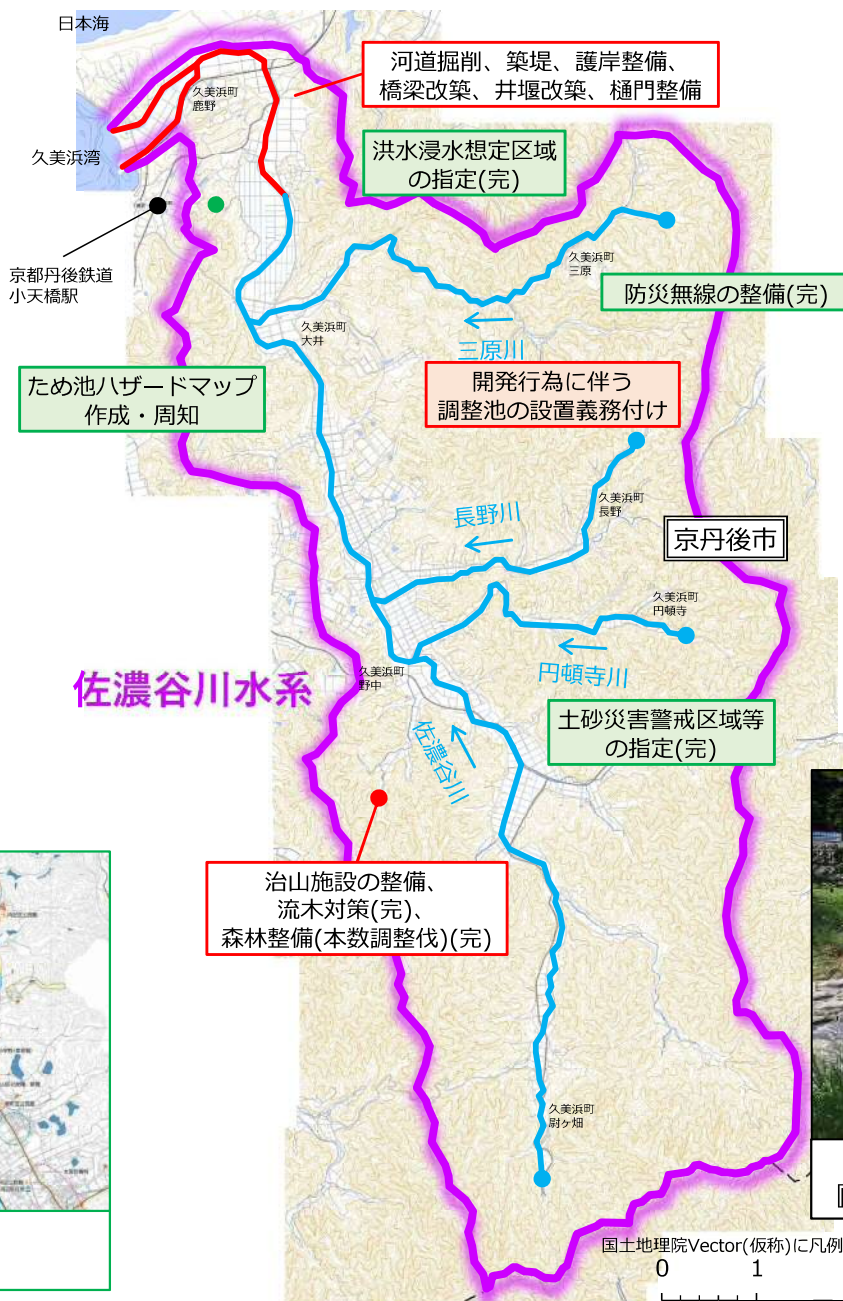 日本海
河道掘削、築堤、護岸整備、
橋梁改築、井堰改築、樋門整備
久美浜町
鹿野
久美浜湾
洪水浸水想定区域
の指定(完)
京都丹後鉄道
小天橋駅
久美浜町
三原
防災無線の整備(完)
久美浜町
大井
三原川
ため池ハザードマップ
作成・周知
開発行為に伴う
調整池の設置義務付け
長野川
久美浜町
長野
京丹後市
久美浜町
円頓寺
久美浜町
野中
円頓寺川
佐濃谷川水系
佐濃谷川
土砂災害警戒区域等
の指定(完)
治山施設の整備、
流木対策(完)、
森林整備(本数調整伐)(完)
久美浜町
尉ヶ畑
国土地理院Vector(仮称)に凡例
0 1